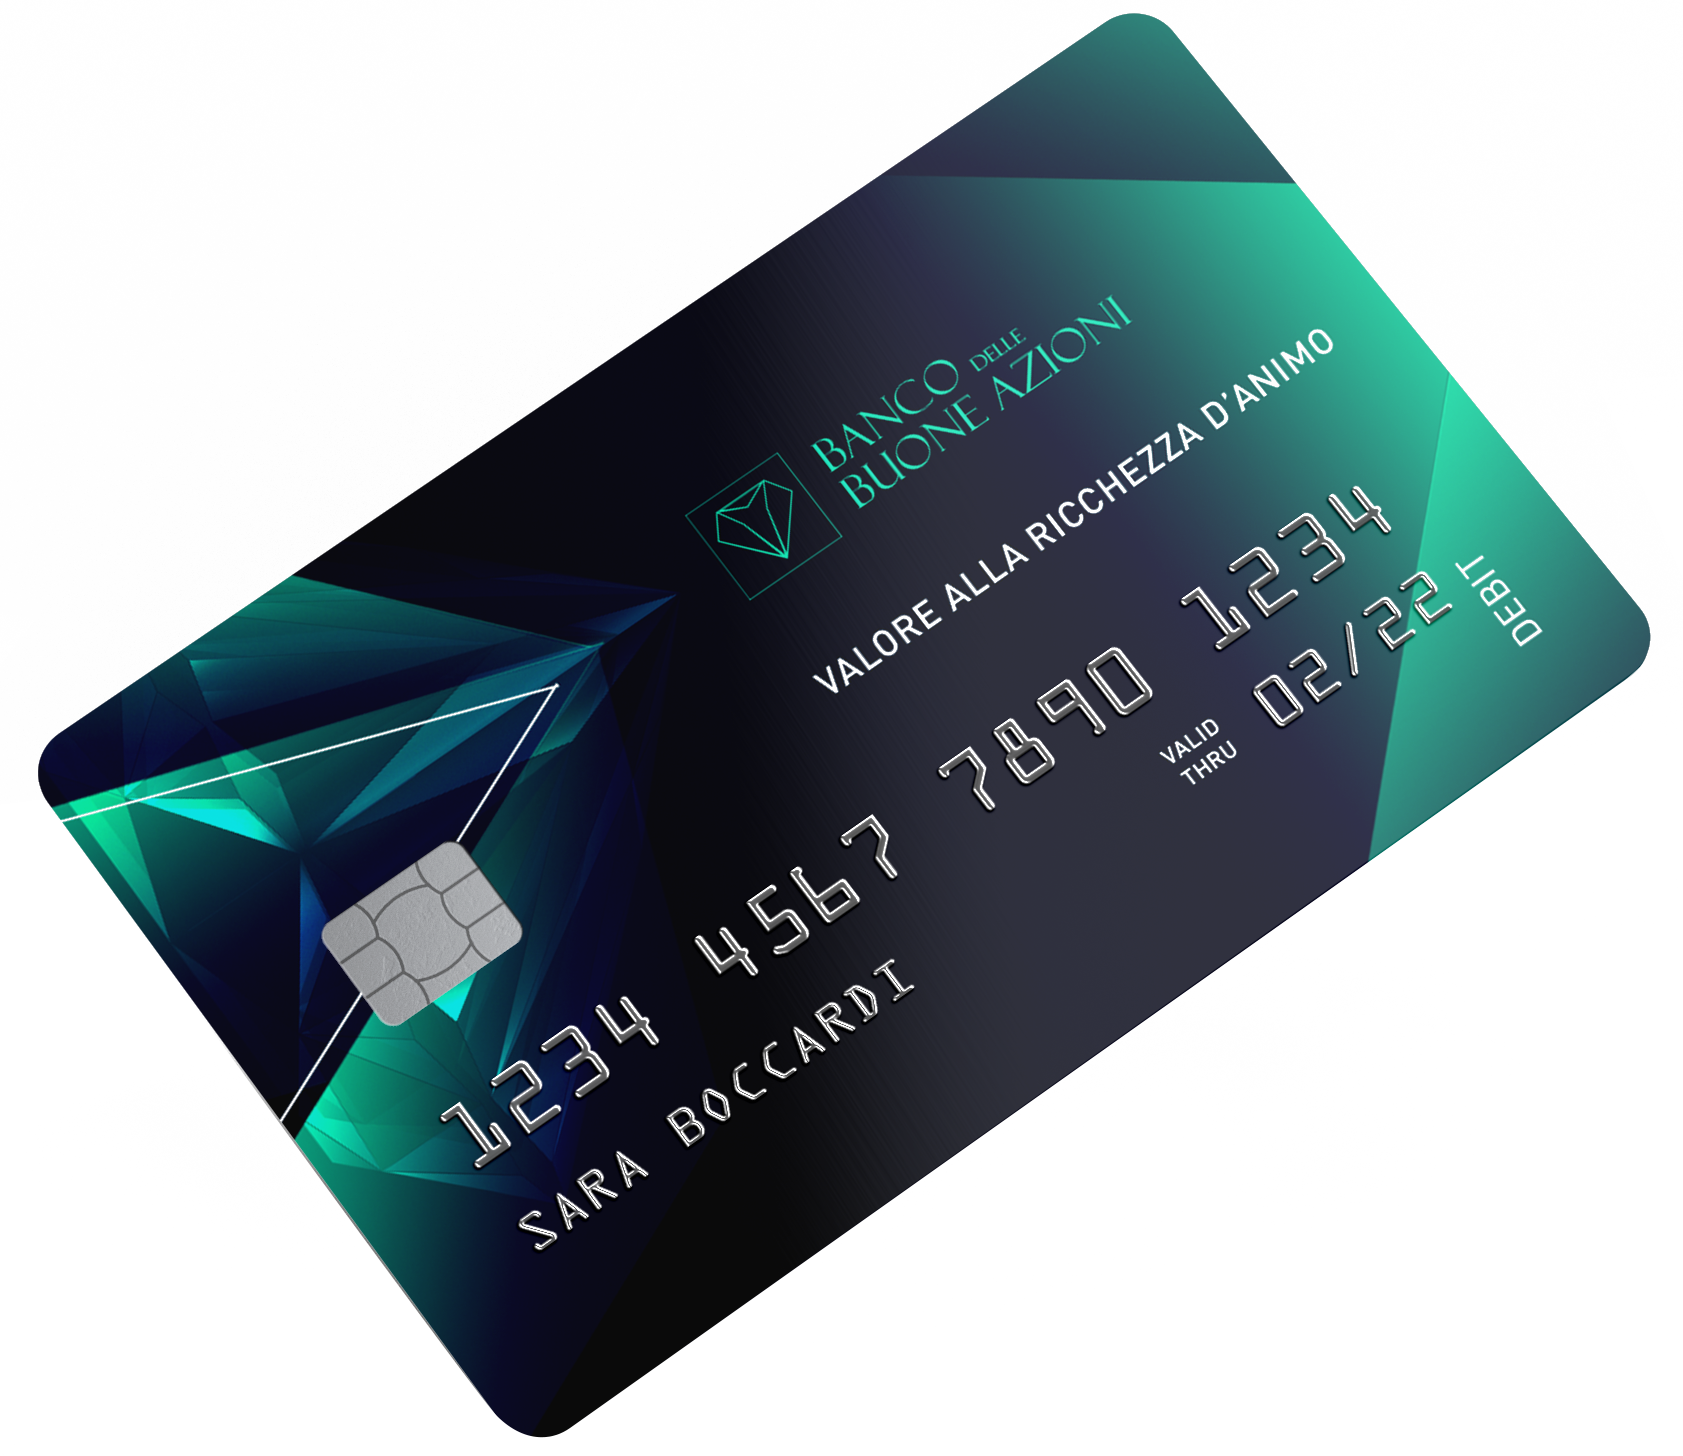 BANCO DELLE
BUONE AZIONI
VALORE ALLA RICCHEZZA D'ANIMO
1234 4567 7890 1234
VALID
THRU
02/22
DEBIT
SARA BOCCARDI